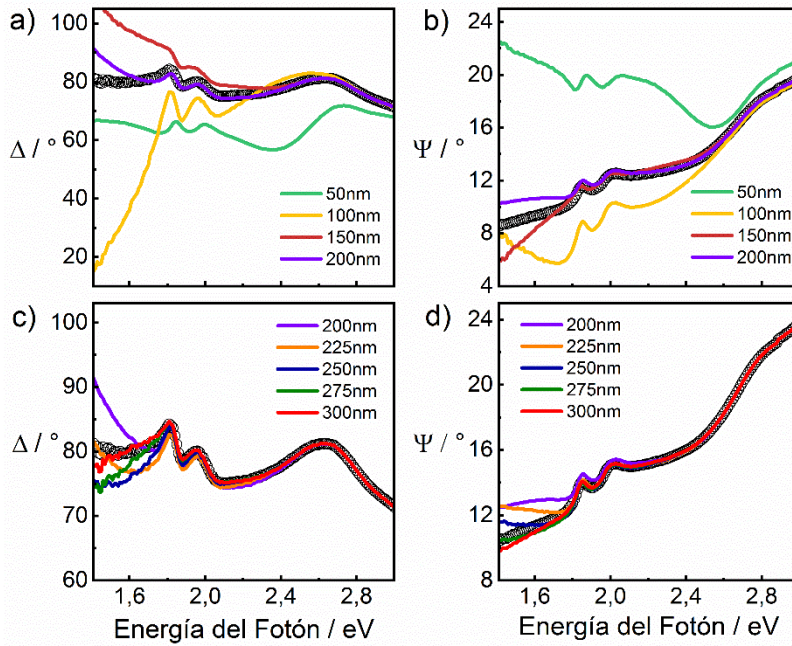 a)
Δ / °
100
80
60
40
20
50nm
100nm
150nm
200nm
b)
Ψ / °
24
20
16
12
8
4
50nm
100nm
150nm
200nm
c)
Δ / °
100
90
80
70
60
200nm
225nm
250nm
275nm
300nm
1,6
2,0
2,4
2,8
Energía del Fotón / eV
d)
Ψ / °
24
20
16
12
8
200nm
225nm
250nm
275nm
300nm
1,6
2,0
2,4
2,8
Energía del Fotón / eV